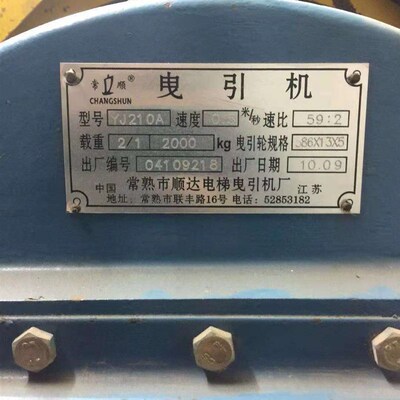 常 顺 曳引机
CHANGSHUN
型号 YJ210A 速度 米/秒 速比 59:2
载重 2/1 2000 kg 曳引轮规格 686X13X5
出厂编号 04109218 出厂日期 10.09
中国 常熟市顺达电梯曳引机厂 江苏
地址: 常熟市联丰路16号 电话: 52853182